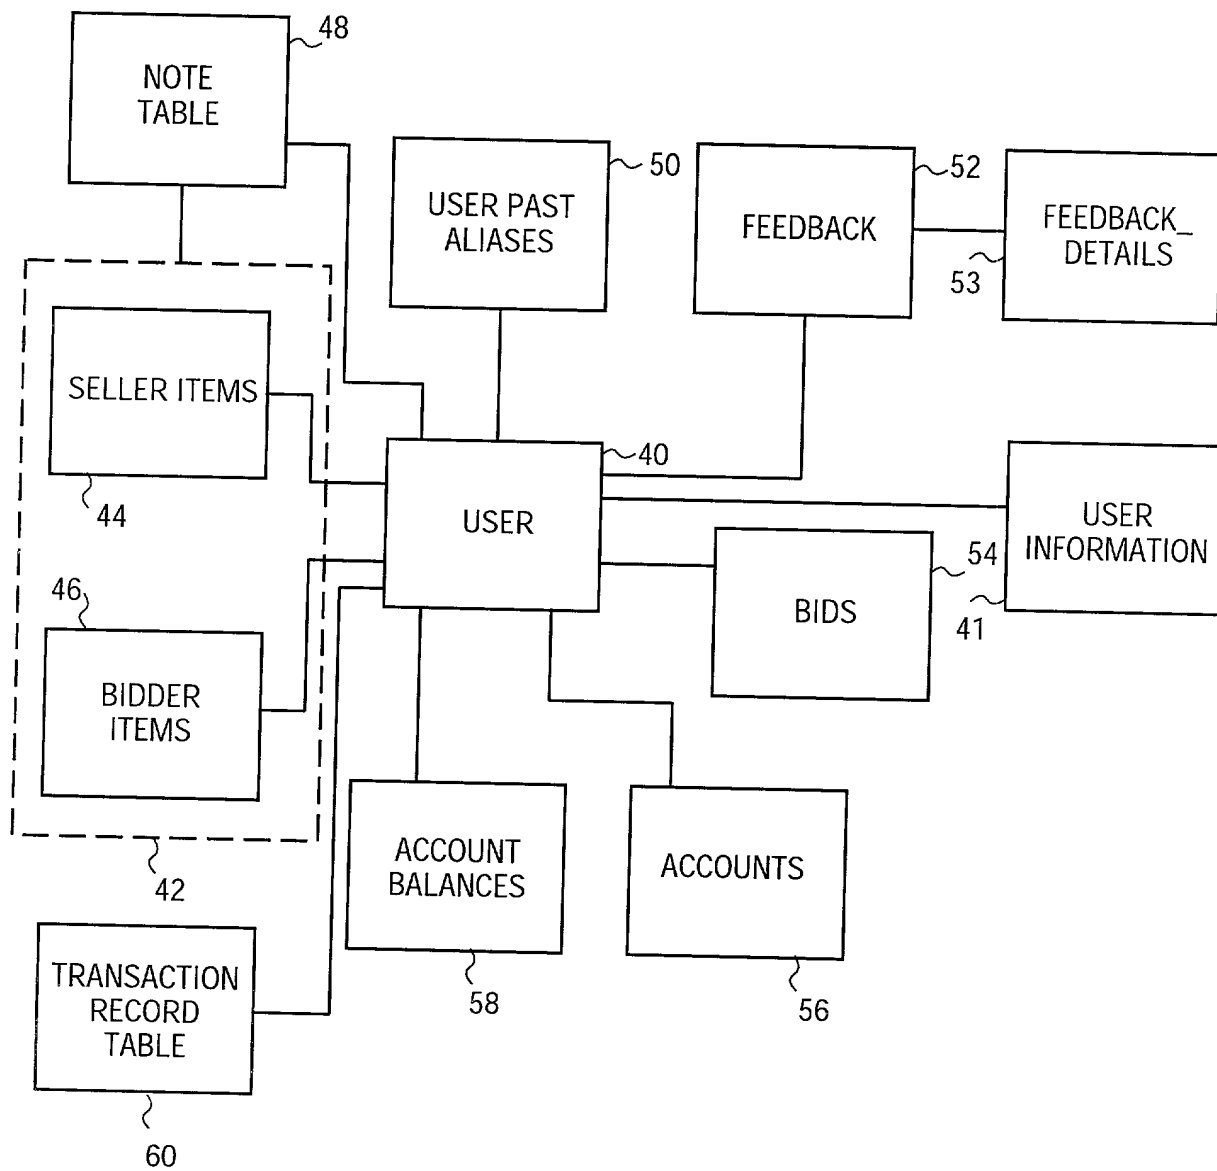 48
NOTE
TABLE
50
USER PAST
ALIASES
52
FEEDBACK
FEEDBACK_
DETAILS
53
SELLER ITEMS
44
40
USER
USER
INFORMATION
41
54
BIDS
46
BIDDER
ITEMS
42
ACCOUNT
BALANCES
58
ACCOUNTS
56
TRANSACTION
RECORD
TABLE
60